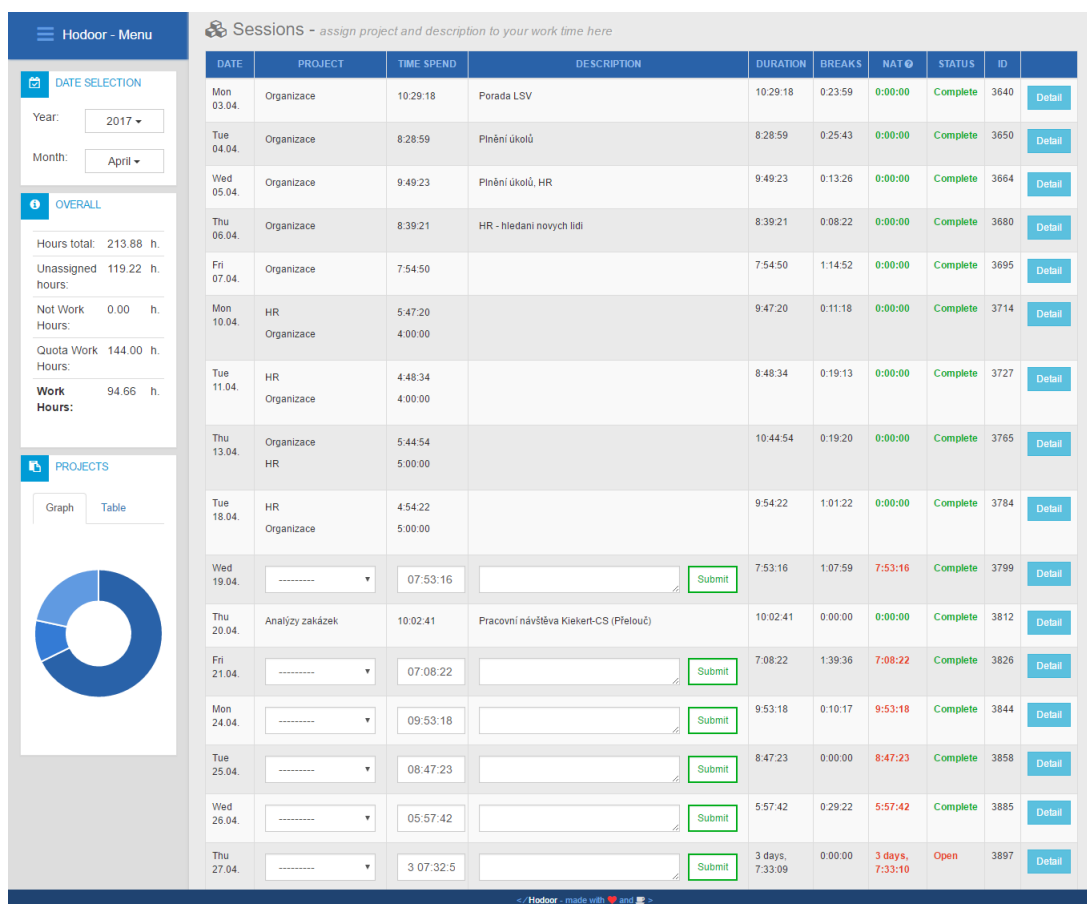 Hodoor - Menu
Sessions - assign project and description to your work time here
DATE SELECTION
Year: 2017
Month: April
OVERALL
Hours total: 213.88 h.
Unassigned 119.22 h.
hours:
Not Work 0.00 h.
Hours:
Quota Work 144.00 h.
Hours:
Work 94.66 h.
Hours:
PROJECTS
Graph Table
DATE PROJECT TIME SPEND DESCRIPTION DURATION BREAKS NAT STATUS ID
Mon 03.04. Organizace 10:29:18 Porada LSV 10:29:18 0:23:59 0:00:00 Complete 3640 Detail
Tue 04.04. Organizace 8:28:59 Plnění úkolů 8:28:59 0:25:43 0:00:00 Complete 3650 Detail
Wed 05.04. Organizace 9:49:23 Plnění úkolů, HR 9:49:23 0:13:26 0:00:00 Complete 3664 Detail
Thu 06.04. Organizace 8:39:21 HR - hledani novych lidi 8:39:21 0:08:22 0:00:00 Complete 3680 Detail
Fri 07.04. Organizace 7:54:50 7:54:50 1:14:52 0:00:00 Complete 3695 Detail
Mon 10.04. HR 5:47:20 9:47:20 0:11:18 0:00:00 Complete 3714 Detail
Organizace 4:00:00
Tue 11.04. HR 4:48:34 8:48:34 0:19:13 0:00:00 Complete 3727 Detail
Organizace 4:00:00
Thu 13.04. Organizace 5:44:54 10:44:54 0:19:20 0:00:00 Complete 3765 Detail
HR 5:00:00
Tue 18.04. HR 4:54:22 9:54:22 1:01:22 0:00:00 Complete 3784 Detail
Organizace 5:00:00
Wed 19.04. --------- 07:53:16 Submit 7:53:16 1:07:59 7:53:16 Complete 3799 Detail
Thu 20.04. Analýzy zakázek 10:02:41 Pracovní návštěva Kiekert-CS (Přelouč) 10:02:41 0:00:00 0:00:00 Complete 3812 Detail
Fri 21.04. --------- 07:08:22 Submit 7:08:22 1:39:36 7:08:22 Complete 3826 Detail
Mon 24.04. --------- 09:53:18 Submit 9:53:18 0:10:17 9:53:18 Complete 3844 Detail
Tue 25.04. --------- 08:47:23 Submit 8:47:23 0:00:00 8:47:23 Complete 3858 Detail
Wed 26.04. --------- 05:57:42 Submit 5:57:42 0:29:22 5:57:42 Complete 3885 Detail
Thu 27.04. --------- 3 07:32:5 Submit 3 days, 7:33:09 0:00:00 3 days, 7:33:10 Open 3897 Detail
</Hodoor - made with ❤ and ☕ >